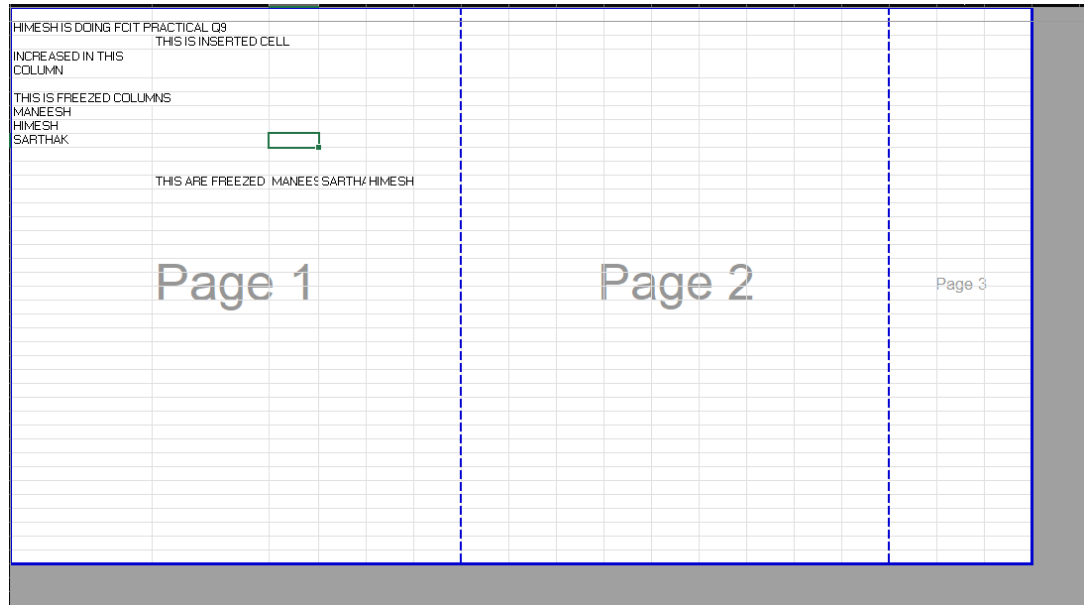 HIMESH IS DOING FCIT PRACTICAL Q9
THIS IS INSERTED CELL
INCREASED IN THIS
COLUMN
THIS IS FREEZED COLUMNS
MANEESH
HIMESH
SARTHAK
THIS ARE FREEZED MANEES SARTHA HIMESH
Page 1 Page 2 Page 3